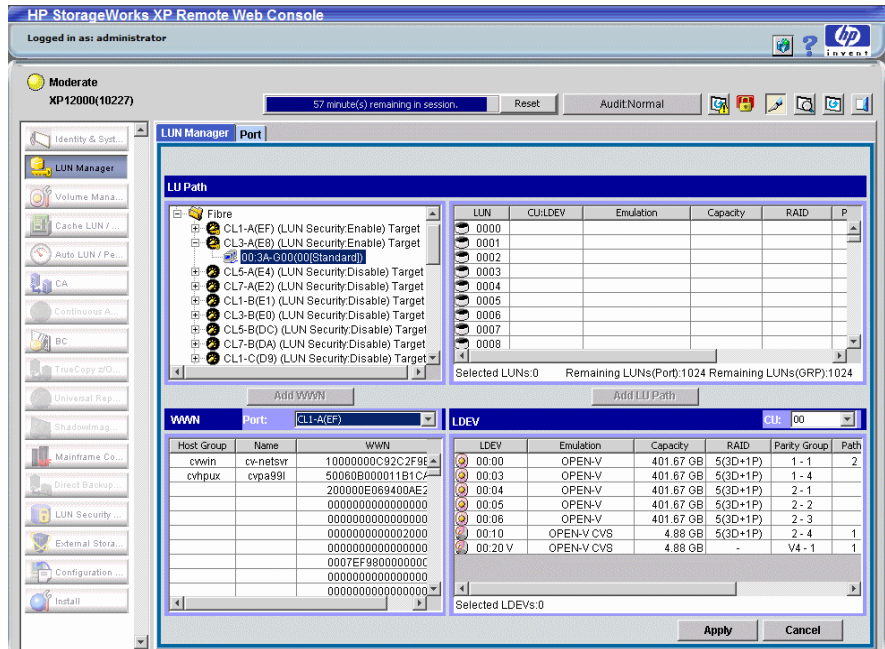 HP StorageWorks XP Remote Web Console
Logged in as: administrator
hp
invent
Moderate
XP12000(10227)
57 minute(s) remaining in session.
Reset
Audit:Normal
Identity & Syst...
LUN Manager
Volume Mana...
Cache LUN / ...
Auto LUN / Pe...
CA
Continuous A...
BC
TrueCopy z/O...
Universal Rep...
ShadowImag...
Mainframe Co...
Direct Backup...
LUN Security ...
External Stora...
Configuration ...
Install
LUN Manager Port
LU Path
Fibre
CL1-A(EF) (LUN Security:Enable) Target
CL3-A(E8) (LUN Security:Enable) Target
00:3A-G00(00[Standard])
CL5-A(E4) (LUN Security:Disable) Target
CL7-A(E2) (LUN Security:Disable) Target
CL1-B(E1) (LUN Security:Disable) Target
CL3-B(E0) (LUN Security:Disable) Target
CL5-B(DC) (LUN Security:Disable) Target
CL7-B(DA) (LUN Security:Disable) Target
CL1-C(D9) (LUN Security:Disable) Target
LUN CU:LDEV Emulation Capacity RAID P
0000
0001
0002
0003
0004
0005
0006
0007
0008
Selected LUNs:0 Remaining LUNs(Port):1024 Remaining LUNs(GRP):1024
Add WWN
Add LU Path
WWN Port: CL1-A(EF)
Host Group Name WWN
cvwin cv-netsvr 10000000C92C2F9E
cvhpux cvpa99l 50060B000011B1CA
200000E069400AE2
0000000000000000
0000000000000000
0000000000002000
0000000000000000
0007EF9800000000
0000000000000000
0000000000000000
LDEV CU: 00
LDEV Emulation Capacity RAID Parity Group Path
00:00 OPEN-V 401.67 GB 5(3D+1P) 1 - 1 2
00:03 OPEN-V 401.67 GB 5(3D+1P) 1 - 4
00:04 OPEN-V 401.67 GB 5(3D+1P) 2 - 1
00:05 OPEN-V 401.67 GB 5(3D+1P) 2 - 2
00:06 OPEN-V 401.67 GB 5(3D+1P) 2 - 3
00:10 OPEN-V CVS 4.88 GB 5(3D+1P) 2 - 4 1
00:20 V OPEN-V CVS 4.88 GB - V4 - 1 1
Selected LDEVs:0
Apply Cancel